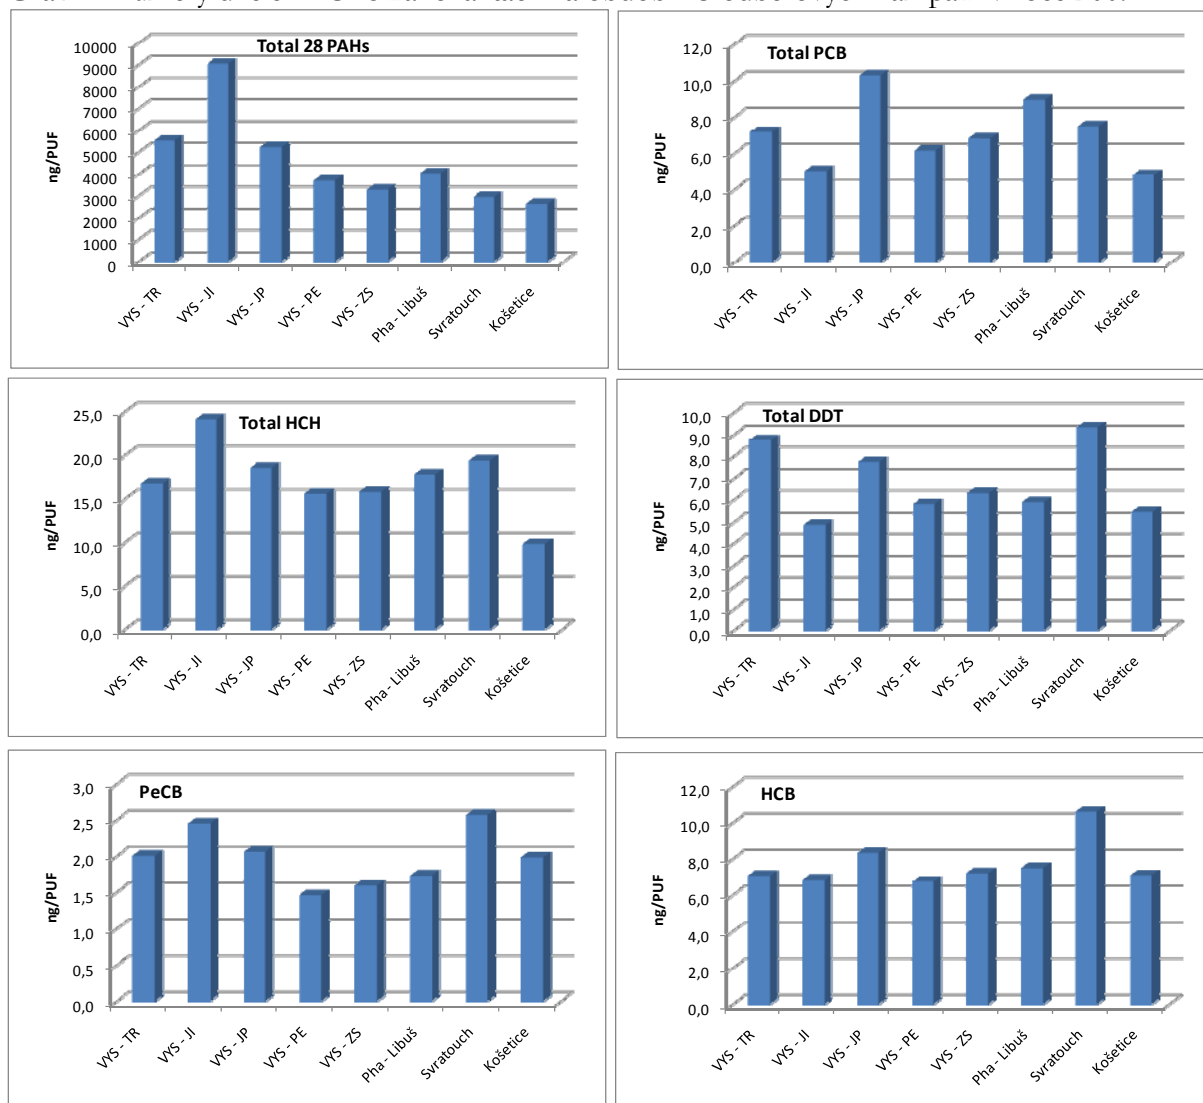 Total 28 PAHs
10000
9000
8000
7000
6000
5000
4000
3000
2000
1000
0
ng/PUF
VYS - TR
VYS - JI
VYS - JP
VYS - PE
VYS - ZS
Pha - Libuš
Svratouch
Košetice
Total PCB
12,0
10,0
8,0
6,0
4,0
2,0
0,0
ng/PUF
VYS - TR
VYS - JI
VYS - JP
VYS - PE
VYS - ZS
Pha - Libuš
Svratouch
Košetice
Total HCH
25,0
20,0
15,0
10,0
5,0
0,0
ng/PUF
VYS - TR
VYS - JI
VYS - JP
VYS - PE
VYS - ZS
Pha - Libuš
Svratouch
Košetice
Total DDT
10,0
9,0
8,0
7,0
6,0
5,0
4,0
3,0
2,0
1,0
0,0
ng/PUF
VYS - TR
VYS - JI
VYS - JP
VYS - PE
VYS - ZS
Pha - Libuš
Svratouch
Košetice
PeCB
3,0
2,5
2,0
1,5
1,0
0,5
0,0
ng/PUF
VYS - TR
VYS - JI
VYS - JP
VYS - PE
VYS - ZS
Pha - Libuš
Svratouch
Košetice
HCB
12,0
10,0
8,0
6,0
4,0
2,0
0,0
ng/PUF
VYS - TR
VYS - JI
VYS - JP
VYS - PE
VYS - ZS
Pha - Libuš
Svratouch
Košetice